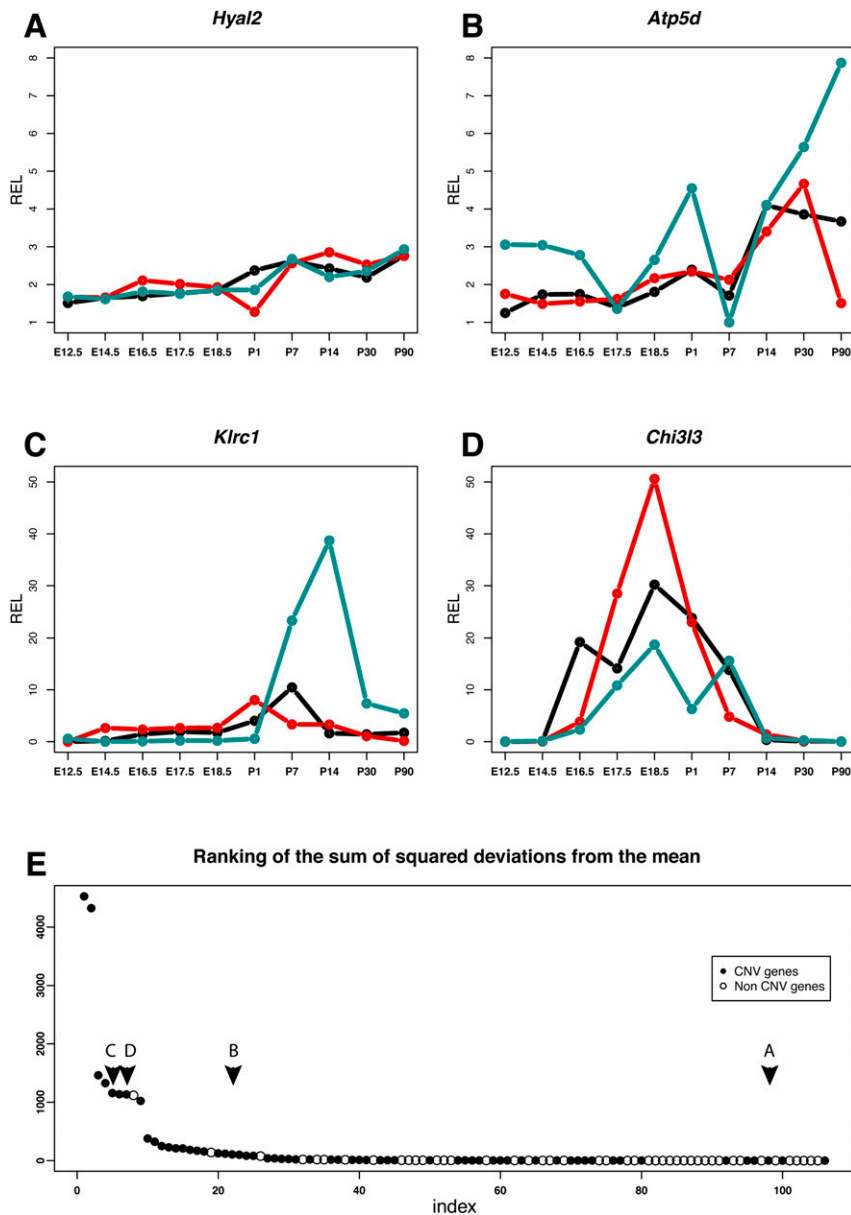 A
Hyal2
REL
8
7
6
5
4
3
2
1
E12.5 E14.5 E16.5 E17.5 E18.5 P1 P7 P14 P30 P90
B
Atp5d
REL
8
7
6
5
4
3
2
1
E12.5 E14.5 E16.5 E17.5 E18.5 P1 P7 P14 P30 P90
C
Klrc1
REL
50
40
30
20
10
0
E12.5 E14.5 E16.5 E17.5 E18.5 P1 P7 P14 P30 P90
D
Chi3l3
REL
50
40
30
20
10
0
E12.5 E14.5 E16.5 E17.5 E18.5 P1 P7 P14 P30 P90
E
Ranking of the sum of squared deviations from the mean
4000
3000
2000
1000
0
CNV genes
Non CNV genes
C D B A
0 20 40 60 80 100
index